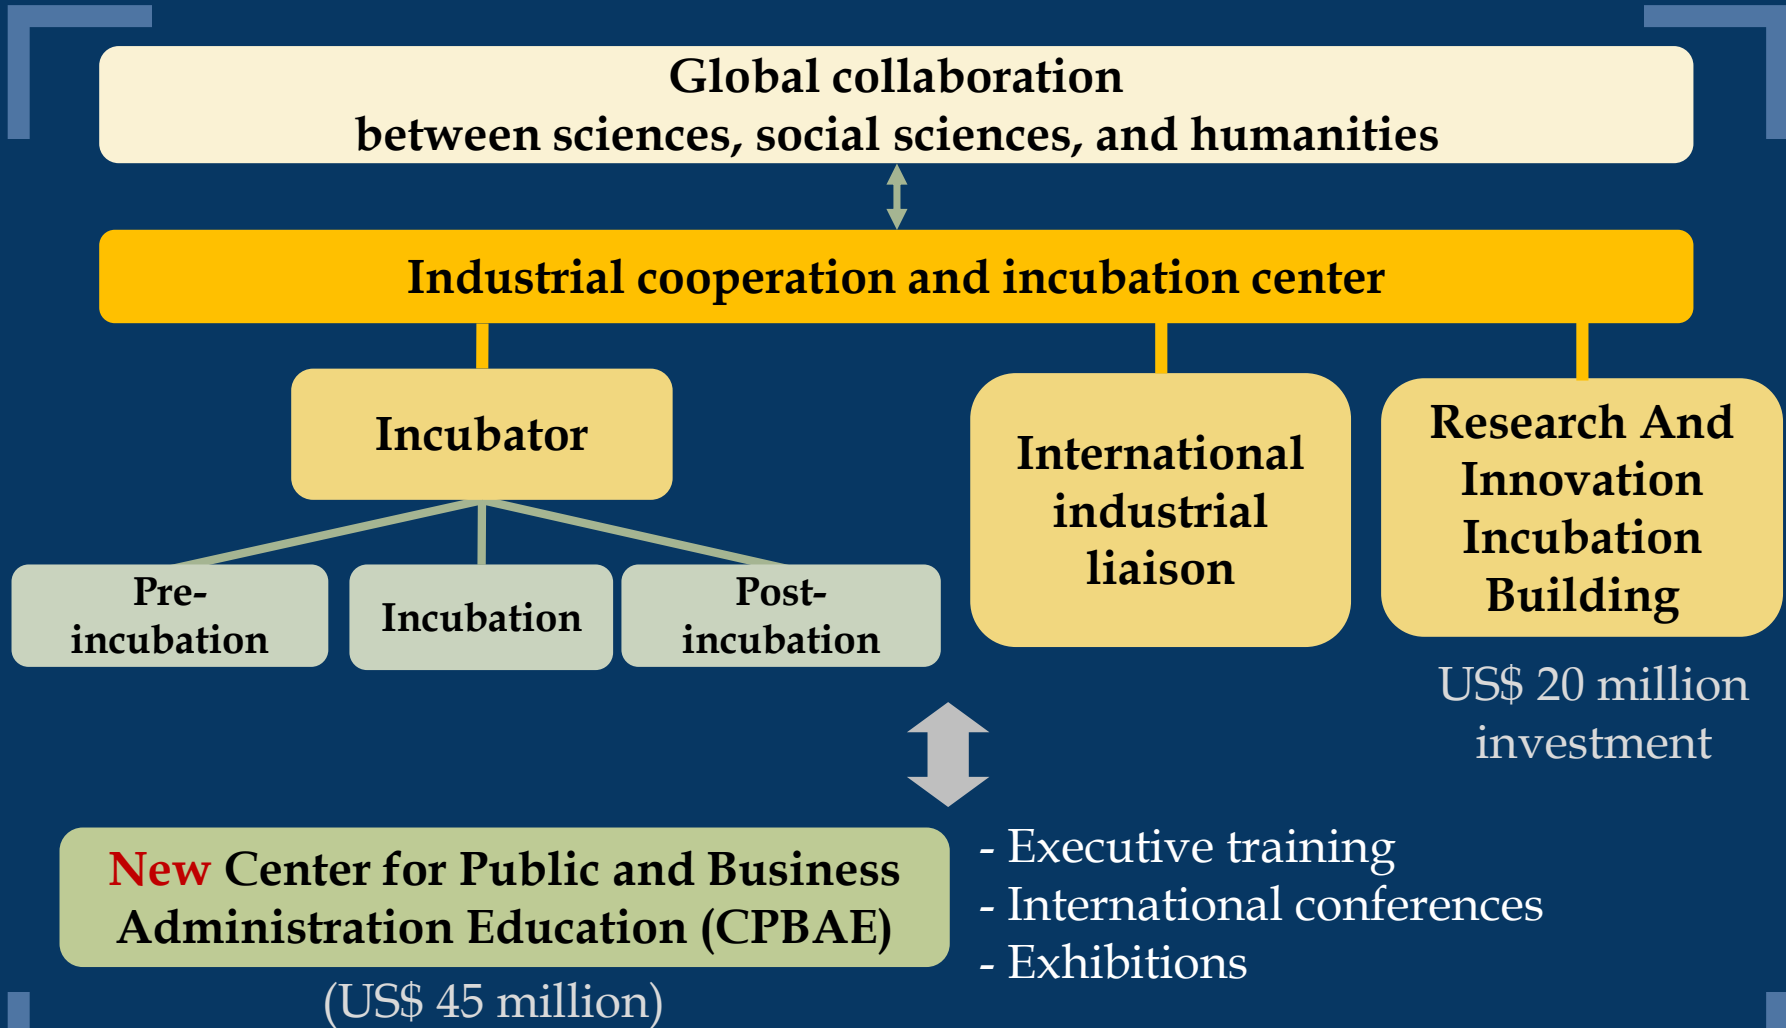 Global collaboration
between sciences, social sciences, and humanities
Industrial cooperation and incubation center
Incubator
International
industrial
liaison
Research And
Innovation
Incubation
Building
Pre-
incubation
Incubation
Post-
incubation
US$ 20 million
investment
New Center for Public and Business
Administration Education (CPBAE)
(US$ 45 million)
- Executive training
- International conferences
- Exhibitions